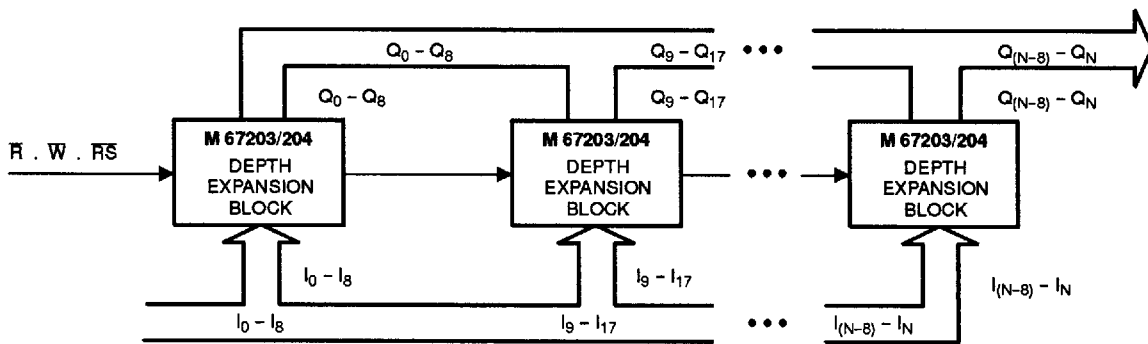 Q₀ – Q₈ Q₉ – Q₁₇ ••• Q₍N–8₎ – QN
Q₀ – Q₈ Q₉ – Q₁₇ Q₍N–8₎ – QN
R̅ . W̅ . R̅S̅
M 67203/204
DEPTH
EXPANSION
BLOCK
M 67203/204
DEPTH
EXPANSION
BLOCK
•••
M 67203/204
DEPTH
EXPANSION
BLOCK
I₀ – I₈ I₉ – I₁₇ I₍N–8₎ – IN
I₀ – I₈ I₉ – I₁₇ ••• I₍N–8₎ – IN